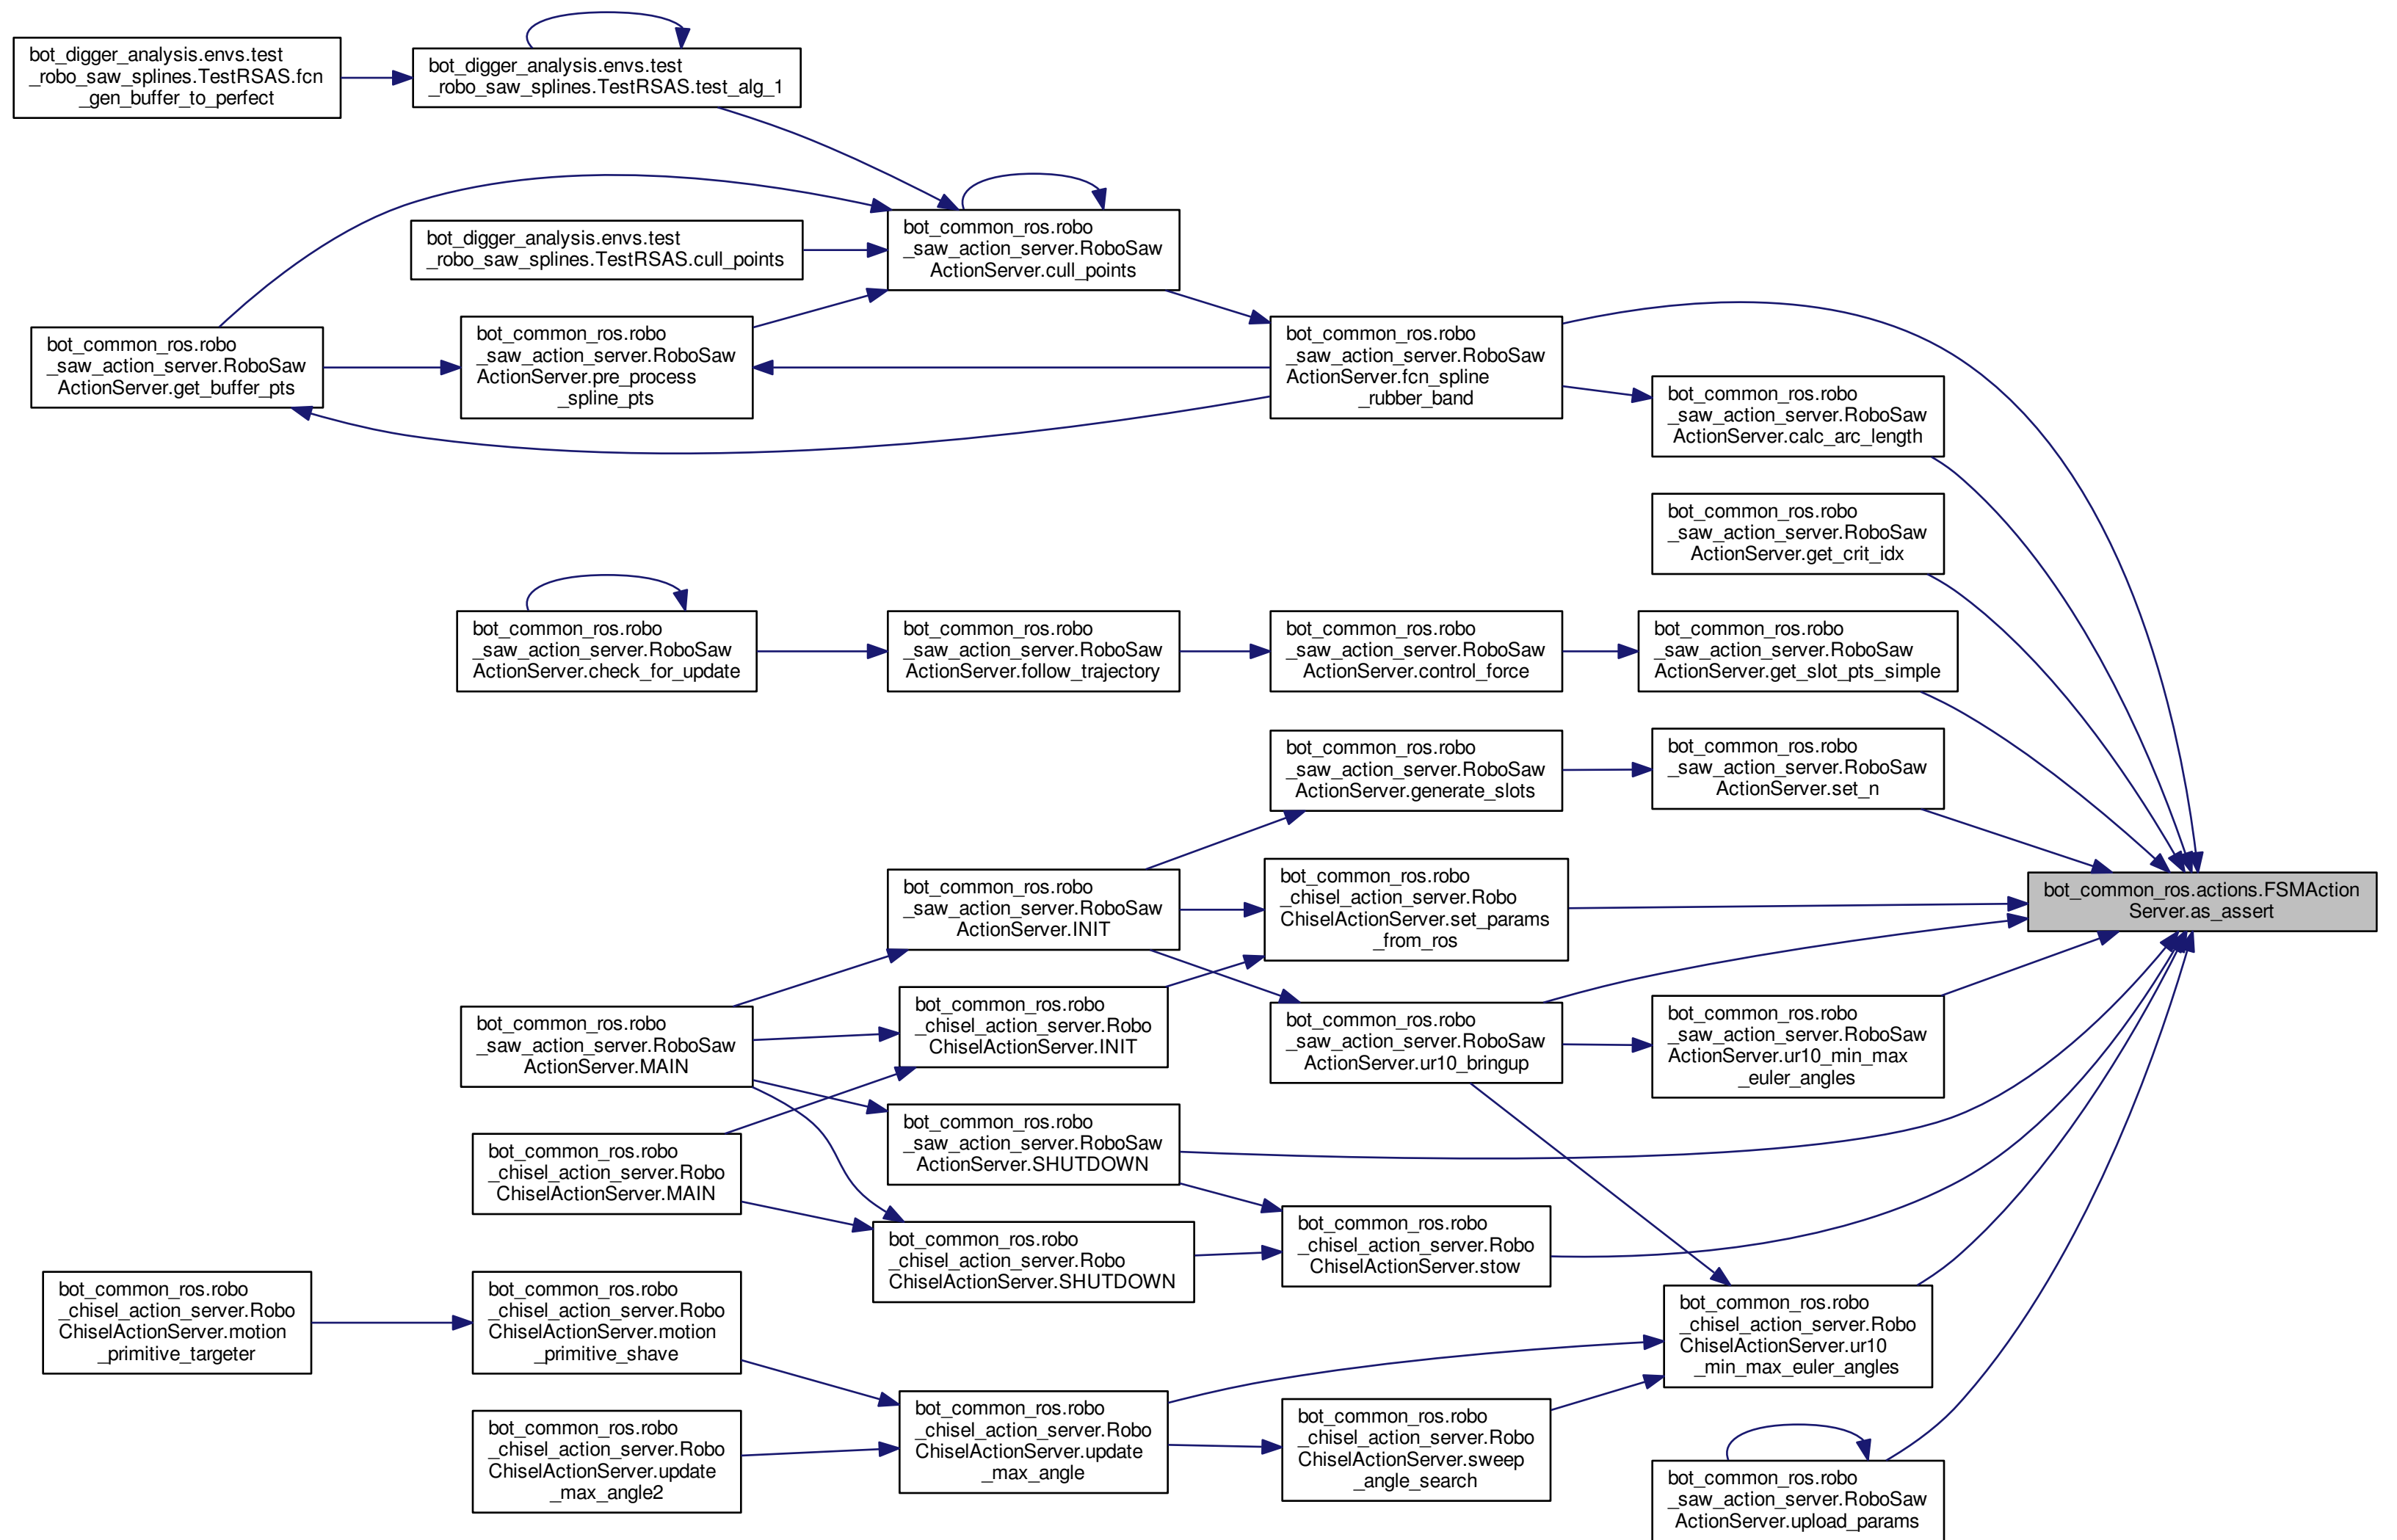 bot_digger_analysis.envs.test
_robo_saw_splines.TestRSAS.fcn
_gen_buffer_to_perfect
bot_digger_analysis.envs.test
_robo_saw_splines.TestRSAS.test_alg_1
bot_common_ros.robo
_saw_action_server.RoboSaw
ActionServer.cull_points
bot_digger_analysis.envs.test
_robo_saw_splines.TestRSAS.cull_points
bot_common_ros.robo
_saw_action_server.RoboSaw
ActionServer.get_buffer_pts
bot_common_ros.robo
_saw_action_server.RoboSaw
ActionServer.pre_process
_spline_pts
bot_common_ros.robo
_saw_action_server.RoboSaw
ActionServer.fcn_spline
_rubber_band
bot_common_ros.robo
_saw_action_server.RoboSaw
ActionServer.calc_arc_length
bot_common_ros.robo
_saw_action_server.RoboSaw
ActionServer.get_crit_idx
bot_common_ros.robo
_saw_action_server.RoboSaw
ActionServer.check_for_update
bot_common_ros.robo
_saw_action_server.RoboSaw
ActionServer.follow_trajectory
bot_common_ros.robo
_saw_action_server.RoboSaw
ActionServer.control_force
bot_common_ros.robo
_saw_action_server.RoboSaw
ActionServer.get_slot_pts_simple
bot_common_ros.robo
_saw_action_server.RoboSaw
ActionServer.generate_slots
bot_common_ros.robo
_saw_action_server.RoboSaw
ActionServer.set_n
bot_common_ros.robo
_saw_action_server.RoboSaw
ActionServer.INIT
bot_common_ros.robo
_chisel_action_server.Robo
ChiselActionServer.set_params
_from_ros
bot_common_ros.actions.FSMAction
Server.as_assert
bot_common_ros.robo
_saw_action_server.RoboSaw
ActionServer.MAIN
bot_common_ros.robo
_chisel_action_server.Robo
ChiselActionServer.INIT
bot_common_ros.robo
_saw_action_server.RoboSaw
ActionServer.ur10_bringup
bot_common_ros.robo
_saw_action_server.RoboSaw
ActionServer.ur10_min_max
_euler_angles
bot_common_ros.robo
_chisel_action_server.Robo
ChiselActionServer.MAIN
bot_common_ros.robo
_saw_action_server.RoboSaw
ActionServer.SHUTDOWN
bot_common_ros.robo
_chisel_action_server.Robo
ChiselActionServer.SHUTDOWN
bot_common_ros.robo
_chisel_action_server.Robo
ChiselActionServer.stow
bot_common_ros.robo
_chisel_action_server.Robo
ChiselActionServer.motion
_primitive_targeter
bot_common_ros.robo
_chisel_action_server.Robo
ChiselActionServer.motion
_primitive_shave
bot_common_ros.robo
_chisel_action_server.Robo
ChiselActionServer.ur10
_min_max_euler_angles
bot_common_ros.robo
_chisel_action_server.Robo
ChiselActionServer.update
_max_angle2
bot_common_ros.robo
_chisel_action_server.Robo
ChiselActionServer.update
_max_angle
bot_common_ros.robo
_chisel_action_server.Robo
ChiselActionServer.sweep
_angle_search
bot_common_ros.robo
_saw_action_server.RoboSaw
ActionServer.upload_params